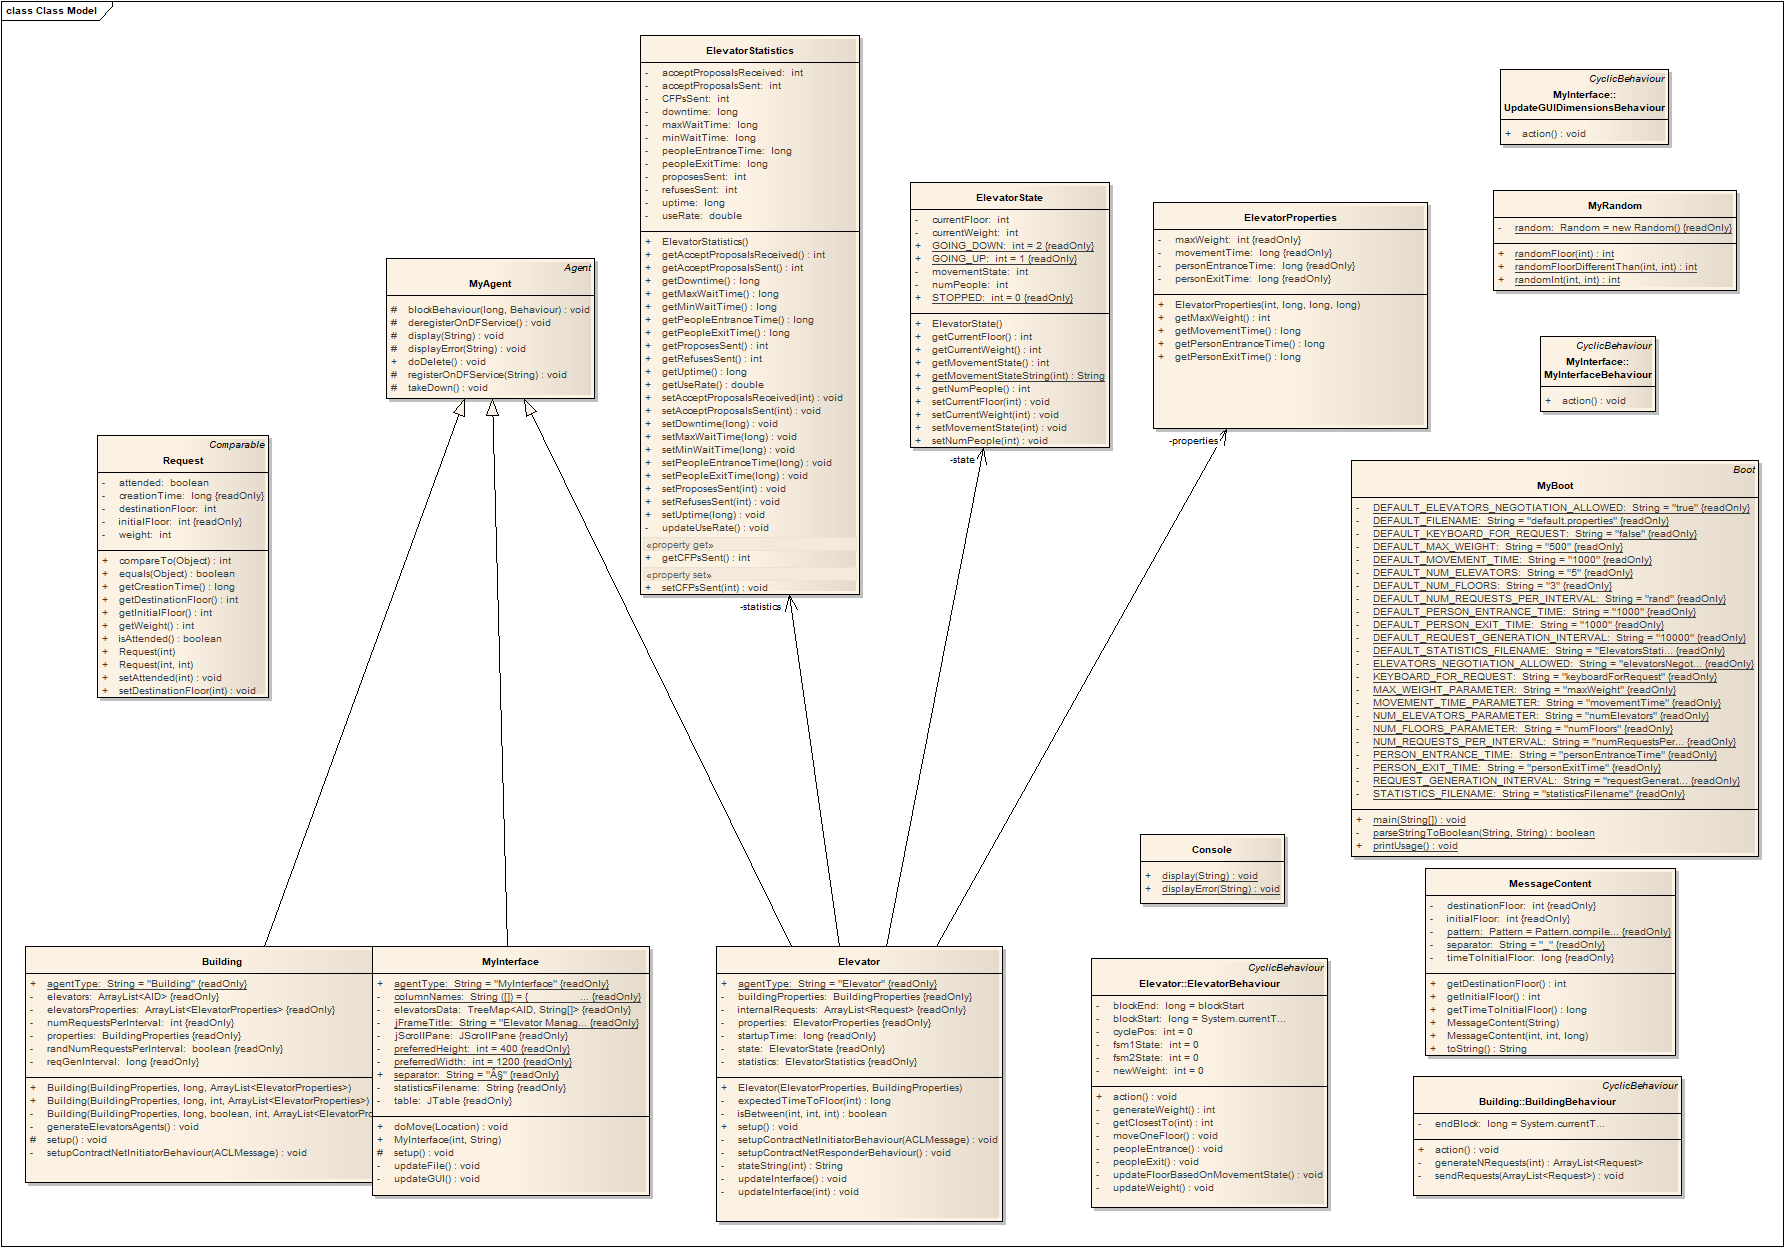 class Class Model
ElevatorStatistics
- acceptProposalsReceived: int
- acceptProposalsSent: int
- CFPsSent: int
- downtime: long
- maxWaitTime: long
- minWaitTime: long
- peopleEntranceTime: long
- peopleExitTime: long
- proposesSent: int
- refusesSent: int
- uptime: long
- useRate: double
+ ElevatorStatistics()
+ getAcceptProposalsReceived() : int
+ getAcceptProposalsSent() : int
+ getDowntime() : long
+ getMaxWaitTime() : long
+ getMinWaitTime() : long
+ getPeopleEntranceTime() : long
+ getPeopleExitTime() : long
+ getProposesSent() : int
+ getRefusesSent() : int
+ getUptime() : long
+ getUseRate() : double
+ setAcceptProposalsReceived(int) : void
+ setAcceptProposalsSent(int) : void
+ setDowntime(long) : void
+ setMaxWaitTime(long) : void
+ setMinWaitTime(long) : void
+ setPeopleEntranceTime(long) : void
+ setPeopleExitTime(long) : void
+ setProposesSent(int) : void
+ setRefusesSent(int) : void
+ setUptime(long) : void
- updateUseRate() : void
«property get»
+ getCFPsSent() : int
«property set»
+ setCFPsSent(int) : void
-statistics
CyclicBehaviour
MyInterface::
UpdateGUIDimensionsBehaviour
+ action() : void
ElevatorState
- currentFloor: int
- currentWeight: int
+ GOING_DOWN: int = 2 {readOnly}
+ GOING_UP: int = 1 {readOnly}
- movementState: int
- numPeople: int
+ STOPPED: int = 0 {readOnly}
+ ElevatorState()
+ getCurrentFloor() : int
+ getCurrentWeight() : int
+ getMovementState() : int
+ getMovementStateString(int) : String
+ getNumPeople() : int
+ setCurrentFloor(int) : void
+ setCurrentWeight(int) : void
+ setMovementState(int) : void
+ setNumPeople(int) : void
-state
ElevatorProperties
- maxWeight: int {readOnly}
- movementTime: long {readOnly}
- personEntranceTime: long {readOnly}
- personExitTime: long {readOnly}
+ ElevatorProperties(int, long, long, long)
+ getMaxWeight() : int
+ getMovementTime() : long
+ getPersonEntranceTime() : long
+ getPersonExitTime() : long
-properties
MyRandom
- random: Random = new Random() {readOnly}
+ randomFloor(int) : int
+ randomFloorDifferentThan(int, int) : int
+ randomInt(int, int) : int
Agent
MyAgent
# blockBehaviour(long, Behaviour) : void
# deregisterOnDFService() : void
# display(String) : void
# displayError(String) : void
+ doDelete() : void
# registerOnDFService(String) : void
# takeDown() : void
CyclicBehaviour
MyInterface::
MyInterfaceBehaviour
+ action() : void
Comparable
Request
- attended: boolean
- creationTime: long {readOnly}
- destinationFloor: int
- initialFloor: int {readOnly}
- weight: int
+ compareTo(Object) : int
+ equals(Object) : boolean
+ getCreationTime() : long
+ getDestinationFloor() : int
+ getInitialFloor() : int
+ getWeight() : int
+ isAttended() : boolean
+ Request(int)
+ Request(int, int)
+ setAttended(int) : void
+ setDestinationFloor(int) : void
Boot
MyBoot
- DEFAULT_ELEVATORS_NEGOTIATION_ALLOWED: String = "true" {readOnly}
- DEFAULT_FILENAME: String = "default.properties" {readOnly}
- DEFAULT_KEYBOARD_FOR_REQUEST: String = "false" {readOnly}
- DEFAULT_MAX_WEIGHT: String = "500" {readOnly}
- DEFAULT_MOVEMENT_TIME: String = "1000" {readOnly}
- DEFAULT_NUM_ELEVATORS: String = "5" {readOnly}
- DEFAULT_NUM_FLOORS: String = "3" {readOnly}
- DEFAULT_NUM_REQUESTS_PER_INTERVAL: String = "rand" {readOnly}
- DEFAULT_PERSON_ENTRANCE_TIME: String = "1000" {readOnly}
- DEFAULT_PERSON_EXIT_TIME: String = "1000" {readOnly}
- DEFAULT_REQUEST_GENERATION_INTERVAL: String = "10000" {readOnly}
- DEFAULT_STATISTICS_FILENAME: String = "ElevatorsStati... {readOnly}
- ELEVATORS_NEGOTIATION_ALLOWED: String = "elevatorsNegot... {readOnly}
- KEYBOARD_FOR_REQUEST: String = "keyboardForRequest" {readOnly}
- MAX_WEIGHT_PARAMETER: String = "maxWeight" {readOnly}
- MOVEMENT_TIME_PARAMETER: String = "movementTime" {readOnly}
- NUM_ELEVATORS_PARAMETER: String = "numElevators" {readOnly}
- NUM_FLOORS_PARAMETER: String = "numFloors" {readOnly}
- NUM_REQUESTS_PER_INTERVAL: String = "numRequestsPer... {readOnly}
- PERSON_ENTRANCE_TIME: String = "personEntranceTime" {readOnly}
- PERSON_EXIT_TIME: String = "personExitTime" {readOnly}
- REQUEST_GENERATION_INTERVAL: String = "requestGenerat... {readOnly}
- STATISTICS_FILENAME: String = "statisticsFilename" {readOnly}
+ main(String[]) : void
- parseStringToBoolean(String, String) : boolean
+ printUsage() : void
Console
+ display(String) : void
+ displayError(String) : void
MessageContent
- destinationFloor: int {readOnly}
- initialFloor: int {readOnly}
- pattern: Pattern = Pattern.compile... {readOnly}
- separator: String = "_" {readOnly}
- timeToInitialFloor: long {readOnly}
+ getDestinationFloor() : int
+ getInitialFloor() : int
+ getTimeToInitialFloor() : long
+ MessageContent(String)
+ MessageContent(int, int, long)
+ toString() : String
Building
+ agentType: String = "Building" {readOnly}
- elevators: ArrayList<AID> {readOnly}
- elevatorsProperties: ArrayList<ElevatorProperties> {readOnly}
- numRequestsPerInterval: int {readOnly}
- properties: BuildingProperties {readOnly}
- randNumRequestsPerInterval: boolean {readOnly}
- reqGenInterval: long {readOnly}
+ Building(BuildingProperties, long, ArrayList<ElevatorProperties>)
+ Building(BuildingProperties, long, int, ArrayList<ElevatorProperties>)
- Building(BuildingProperties, long, boolean, int, ArrayList<ElevatorPro
- generateElevatorsAgents() : void
# setup() : void
- setupContractNetInitiatorBehaviour(ACLMessage) : void
MyInterface
+ agentType: String = "MyInterface" {readOnly}
- columnNames: String ([]) = { ... {readOnly}
- elevatorsData: TreeMap<AID, String[]> {readOnly}
- jFrameTitle: String = "Elevator Manag... {readOnly}
- jScrollPane: JScrollPane {readOnly}
- preferredHeight: int = 400 {readOnly}
- preferredWidth: int = 1200 {readOnly}
+ separator: String = "Â§" {readOnly}
- statisticsFilename: String {readOnly}
- table: JTable {readOnly}
+ doMove(Location) : void
+ MyInterface(int, String)
# setup() : void
- updateFile() : void
- updateGUI() : void
Elevator
+ agentType: String = "Elevator" {readOnly}
- buildingProperties: BuildingProperties {readOnly}
- internalRequests: ArrayList<Request> {readOnly}
- properties: ElevatorProperties {readOnly}
- startupTime: long {readOnly}
- state: ElevatorState {readOnly}
- statistics: ElevatorStatistics {readOnly}
+ Elevator(ElevatorProperties, BuildingProperties)
- expectedTimeToFloor(int) : long
- isBetween(int, int, int) : boolean
+ setup() : void
- setupContractNetInitiatorBehaviour(ACLMessage) : void
- setupContractNetResponderBehaviour() : void
- stateString(int) : String
- updateInterface() : void
- updateInterface(int) : void
CyclicBehaviour
Elevator::ElevatorBehaviour
- blockEnd: long = blockStart
- blockStart: long = System.currentT...
- cyclePos: int = 0
- fsm1State: int = 0
- fsm2State: int = 0
- newWeight: int = 0
+ action() : void
- generateWeight() : int
- getClosestTo(int) : int
- moveOneFloor() : void
- peopleEntrance() : void
- peopleExit() : void
- updateFloorBasedOnMovementState() : void
- updateWeight() : void
CyclicBehaviour
Building::BuildingBehaviour
- endBlock: long = System.currentT...
+ action() : void
- generateNRequests(int) : ArrayList<Request>
- sendRequests(ArrayList<Request>) : void